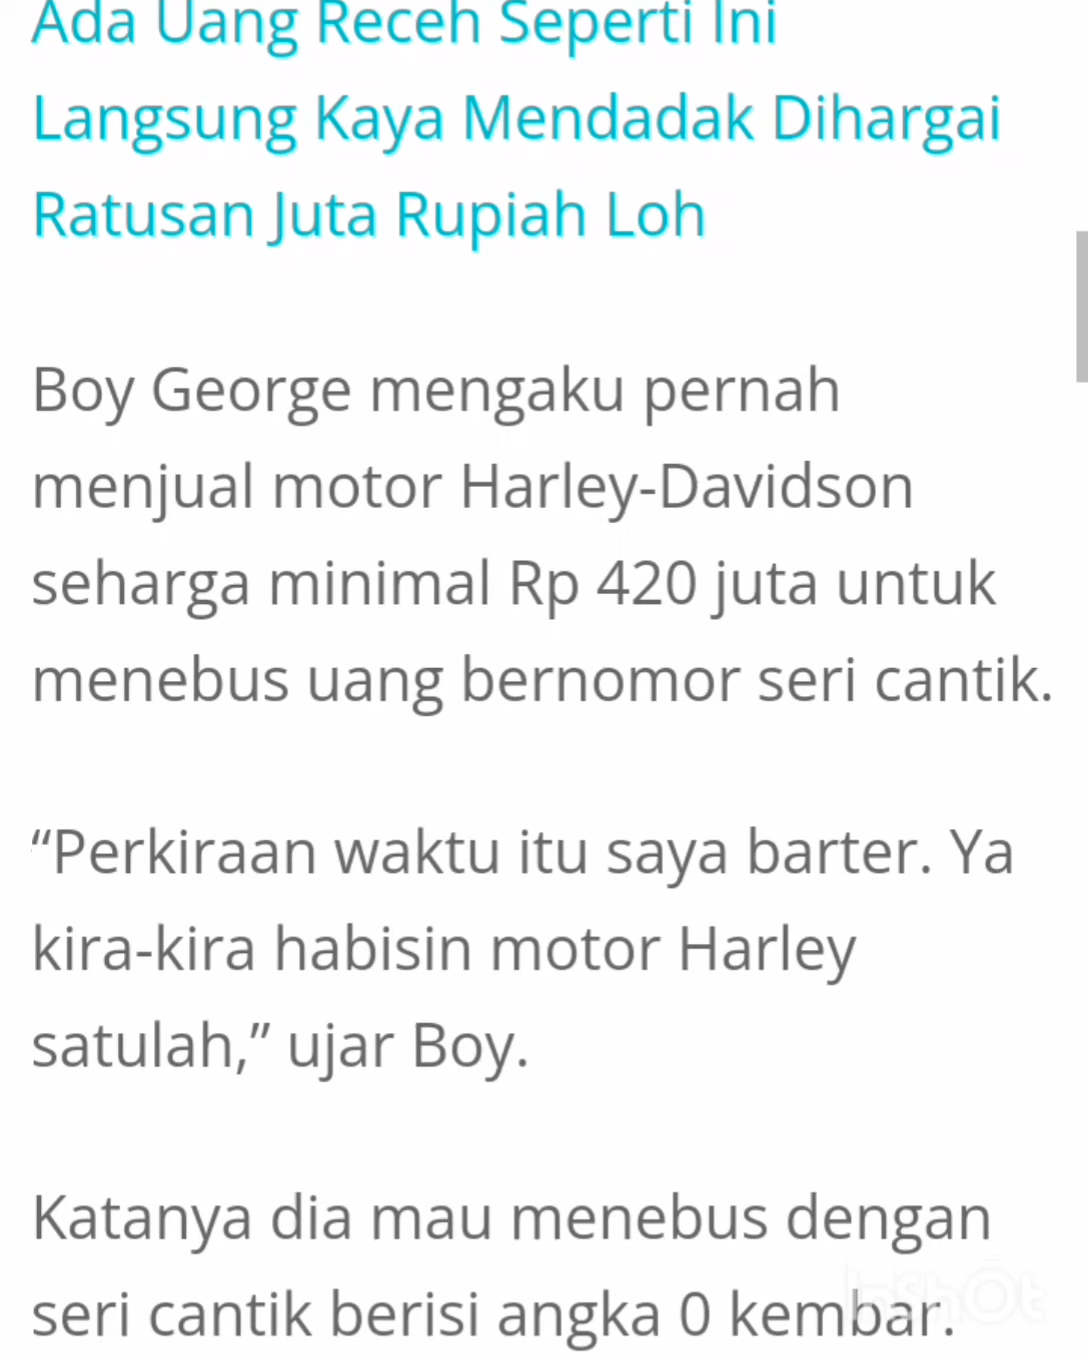 Ada Uang Receh Seperti Ini
Langsung Kaya Mendadak Dihargai
Ratusan Juta Rupiah Loh
Boy George mengaku pernah
menjual motor Harley-Davidson
seharga minimal Rp 420 juta untuk
menebus uang bernomor seri cantik.
“Perkiraan waktu itu saya barter. Ya
kira-kira habisin motor Harley
satulah,” ujar Boy.
Katanya dia mau menebus dengan
seri cantik berisi angka 0 kembar.
InShOt